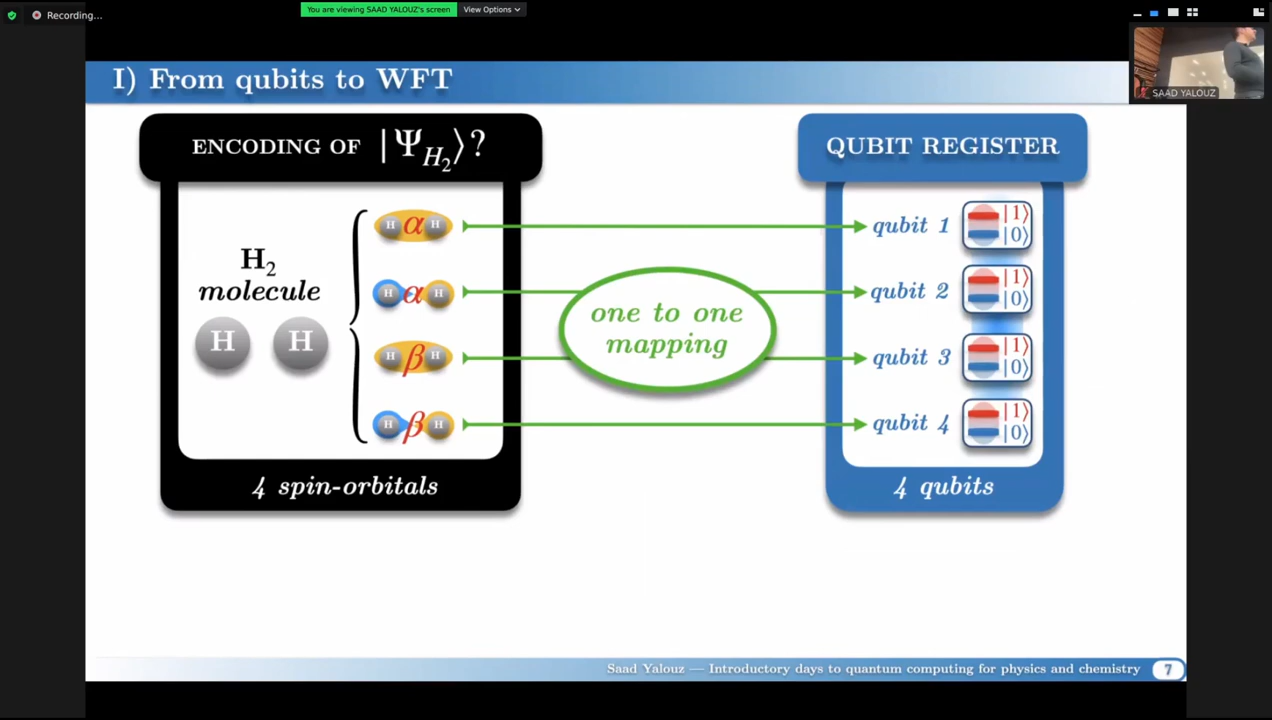 Recording...
You are viewing SAAD YALOUZ's screen
View Options
SAAD YALOUZ
I) From qubits to WFT
ENCODING OF |Ψ_{H_2}⟩?
H₂
molecule
H H
H α H
H α H
H β H
H β H
4 spin-orbitals
one to one
mapping
QUBIT REGISTER
qubit 1 |1⟩ |0⟩
qubit 2 |1⟩ |0⟩
qubit 3 |1⟩ |0⟩
qubit 4 |1⟩ |0⟩
4 qubits
Saad Yalouz — Introductory days to quantum computing for physics and chemistry 7